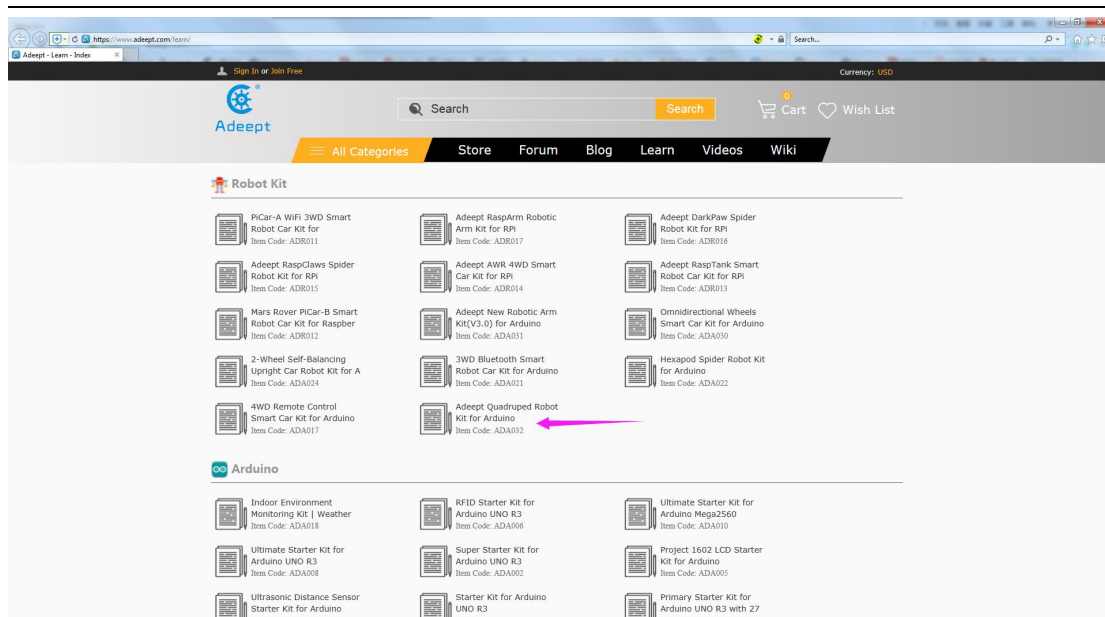 https://www.adeept.com/learn/
Search...
Adeept - Learn - Index
Sign In or Join Free
Currency: USD
Adeept
Search
Search
0
Cart
Wish List
All Categories
Store
Forum
Blog
Learn
Videos
Wiki
Robot Kit
PiCar-A WiFi 3WD Smart
Robot Car Kit for
Item Code: ADR011
Adeept RaspArm Robotic
Arm Kit for RPi
Item Code: ADR017
Adeept DarkPaw Spider
Robot Kit for RPi
Item Code: ADR016
Adeept RaspClaws Spider
Robot Kit for RPi
Item Code: ADR015
Adeept AWR 4WD Smart
Car Kit for RPi
Item Code: ADR014
Adeept RaspTank Smart
Robot Car Kit for RPi
Item Code: ADR013
Mars Rover PiCar-B Smart
Robot Car Kit for Raspber
Item Code: ADR012
Adeept New Robotic Arm
Kit(V3.0) for Arduino
Item Code: ADA031
Omnidirectional Wheels
Smart Car Kit for Arduino
Item Code: ADA030
2-Wheel Self-Balancing
Upright Car Robot Kit for A
Item Code: ADA024
3WD Bluetooth Smart
Robot Car Kit for Arduino
Item Code: ADA021
Hexapod Spider Robot Kit
for Arduino
Item Code: ADA022
4WD Remote Control
Smart Car Kit for Arduino
Item Code: ADA017
Adeept Quadruped Robot
Kit for Arduino
Item Code: ADA032
Arduino
Indoor Environment
Monitoring Kit | Weather
Item Code: ADA018
RFID Starter Kit for
Arduino UNO R3
Item Code: ADA006
Ultimate Starter Kit for
Arduino Mega2560
Item Code: ADA010
Ultimate Starter Kit for
Arduino UNO R3
Item Code: ADA008
Super Starter Kit for
Arduino UNO R3
Item Code: ADA002
Project 1602 LCD Starter
Kit for Arduino
Item Code: ADA005
Ultrasonic Distance Sensor
Starter Kit for Arduino
Starter Kit for Arduino
UNO R3
Primary Starter Kit for
Arduino UNO R3 with 27